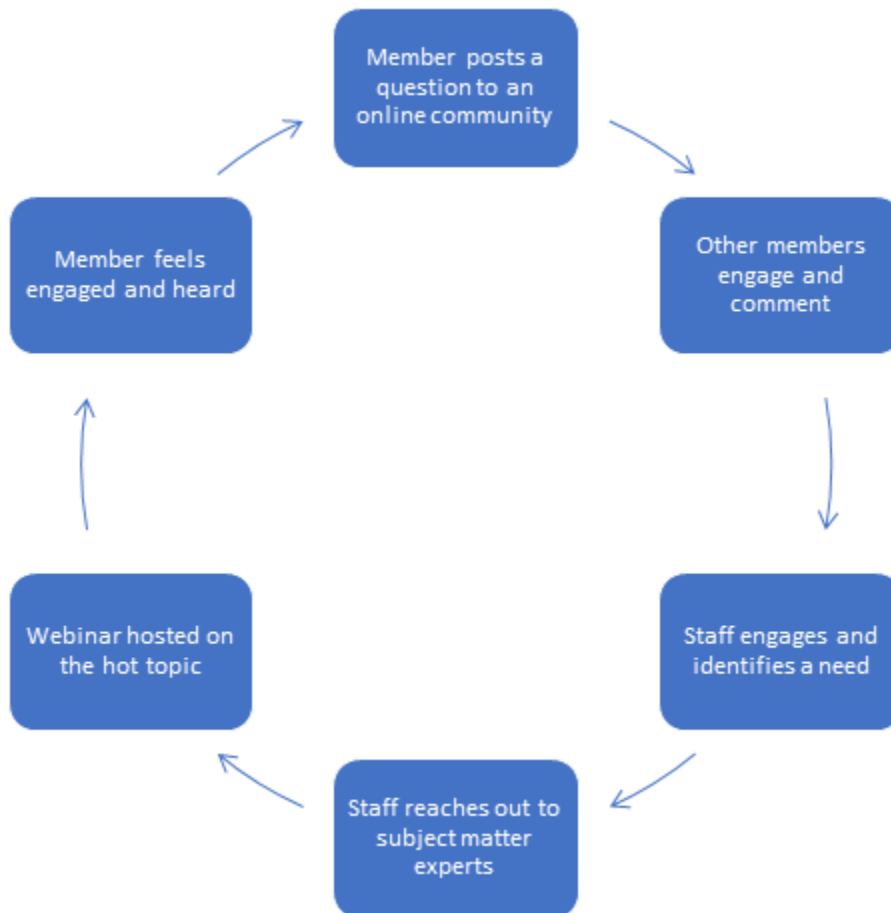 Member posts a
question to an
online community
Other members
engage and
comment
Staff engages and
identifies a need
Staff reaches out to
subject matter
experts
Webinar hosted on
the hot topic
Member feels
engaged and heard